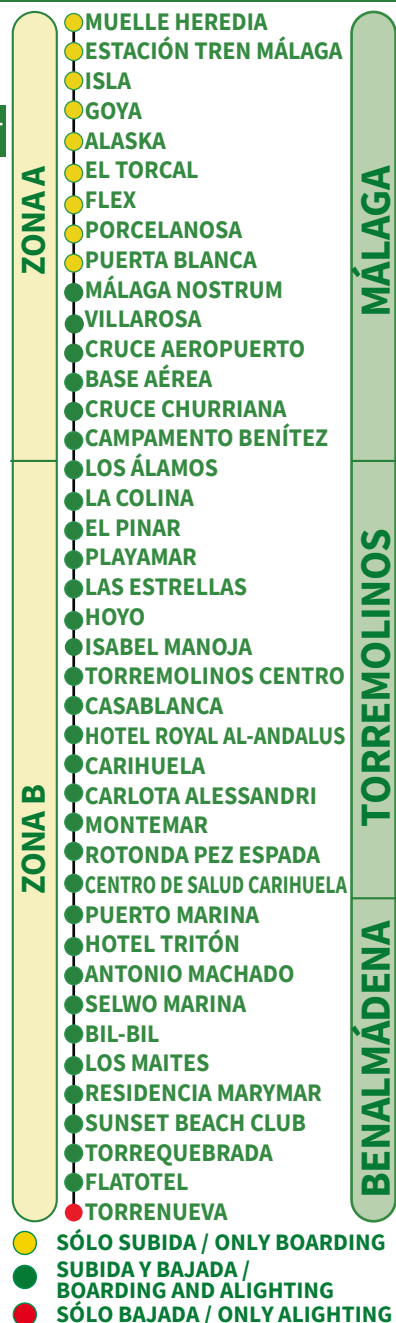 MUELLE HEREDIA
ESTACIÓN TREN MÁLAGA
ISLA
GOYA
ALASKA
EL TORCAL
FLEX
PORCELANOSA
PUERTA BLANCA
MÁLAGA NOSTRUM
VILLAROSA
CRUCE AEROPUERTO
BASE AÉREA
CRUCE CHURRIANA
CAMPAMENTO BENÍTEZ
LOS ÁLAMOS
LA COLINA
EL PINAR
PLAYAMAR
LAS ESTRELLAS
HOYO
ISABEL MANOJA
TORREMOLINOS CENTRO
CASABLANCA
HOTEL ROYAL AL-ANDALUS
CARIHUELA
CARLOTA ALESSANDRI
MONTEMAR
ROTONDA PEZ ESPADA
CENTRO DE SALUD CARIHUELA
PUERTO MARINA
HOTEL TRITÓN
ANTONIO MACHADO
SELWO MARINA
BIL-BIL
LOS MAITES
RESIDENCIA MARYMAR
SUNSET BEACH CLUB
TORREQUEBRADA
FLATOTEL
TORRENUEVA
ZONA A
ZONA B
MÁLAGA
TORREMOLINOS
BENALMÁDENA
SÓLO SUBIDA / ONLY BOARDING
SUBIDA Y BAJADA /
BOARDING AND ALIGHTING
SÓLO BAJADA / ONLY ALIGHTING